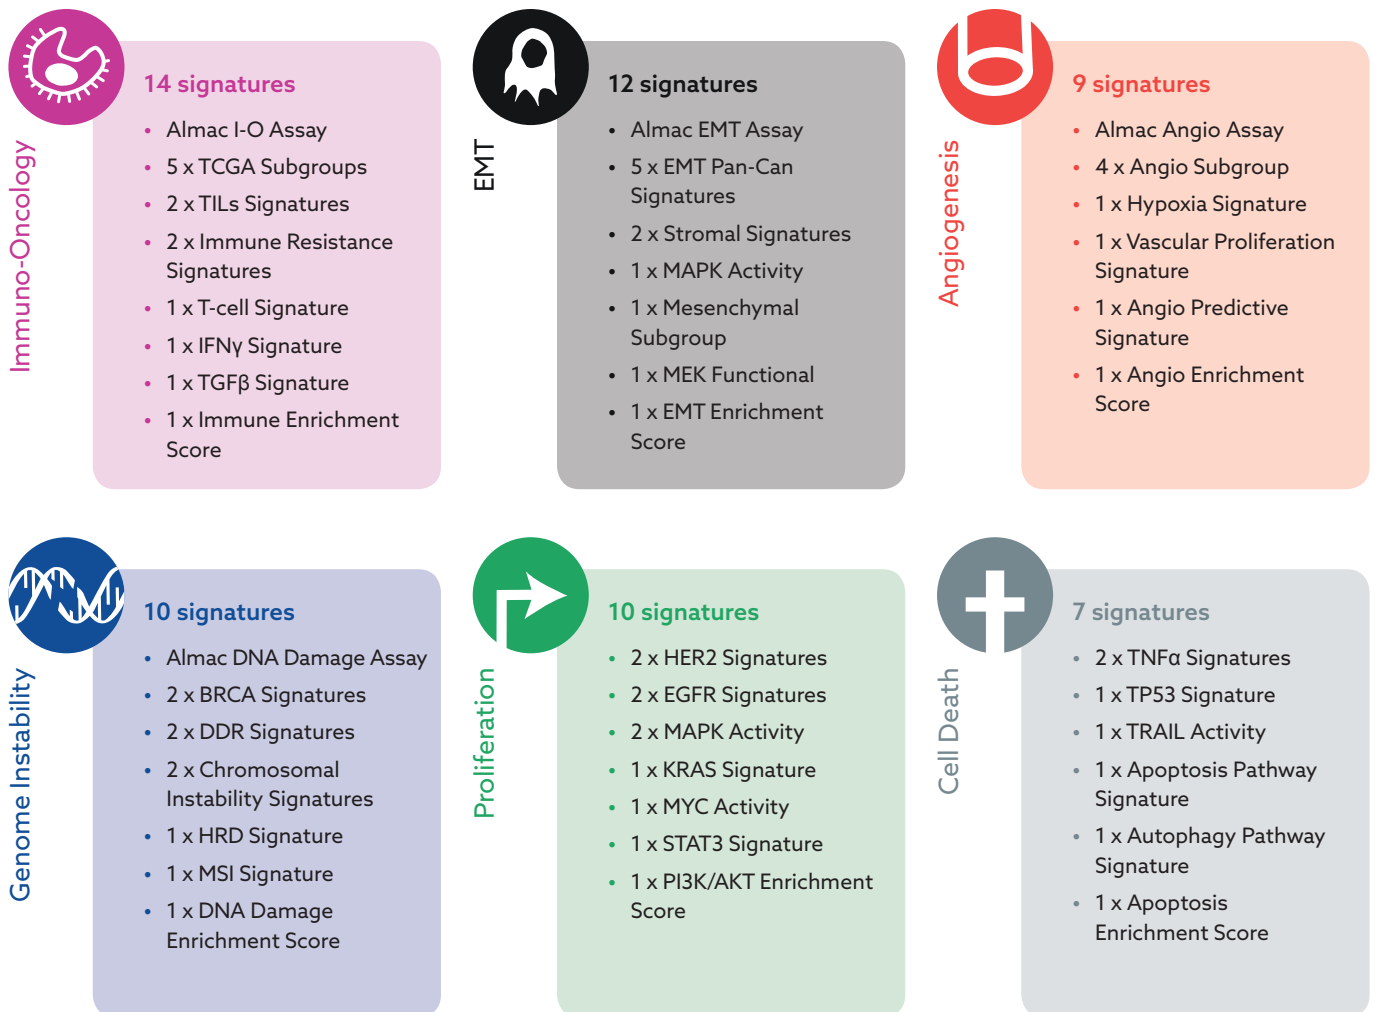 Immuno-Oncology
14 signatures
• Almac I-O Assay
• 5 x TCGA Subgroups
• 2 x TILs Signatures
• 2 x Immune Resistance
Signatures
• 1 x T-cell Signature
• 1 x IFNγ Signature
• 1 x TGFβ Signature
• 1 x Immune Enrichment
Score
EMT
12 signatures
• Almac EMT Assay
• 5 x EMT Pan-Can
Signatures
• 2 x Stromal Signatures
• 1 x MAPK Activity
• 1 x Mesenchymal
Subgroup
• 1 x MEK Functional
• 1 x EMT Enrichment
Score
Angiogenesis
9 signatures
• Almac Angio Assay
• 4 x Angio Subgroup
• 1 x Hypoxia Signature
• 1 x Vascular Proliferation
Signature
• 1 x Angio Predictive
Signature
• 1 x Angio Enrichment
Score
Genome Instability
10 signatures
• Almac DNA Damage Assay
• 2 x BRCA Signatures
• 2 x DDR Signatures
• 2 x Chromosomal
Instability Signatures
• 1 x HRD Signature
• 1 x MSI Signature
• 1 x DNA Damage
Enrichment Score
Proliferation
10 signatures
• 2 x HER2 Signatures
• 2 x EGFR Signatures
• 2 x MAPK Activity
• 1 x KRAS Signature
• 1 x MYC Activity
• 1 x STAT3 Signature
• 1 x PI3K/AKT Enrichment
Score
Cell Death
7 signatures
• 2 x TNFα Signatures
• 1 x TP53 Signature
• 1 x TRAIL Activity
• 1 x Apoptosis Pathway
Signature
• 1 x Autophagy Pathway
Signature
• 1 x Apoptosis
Enrichment Score